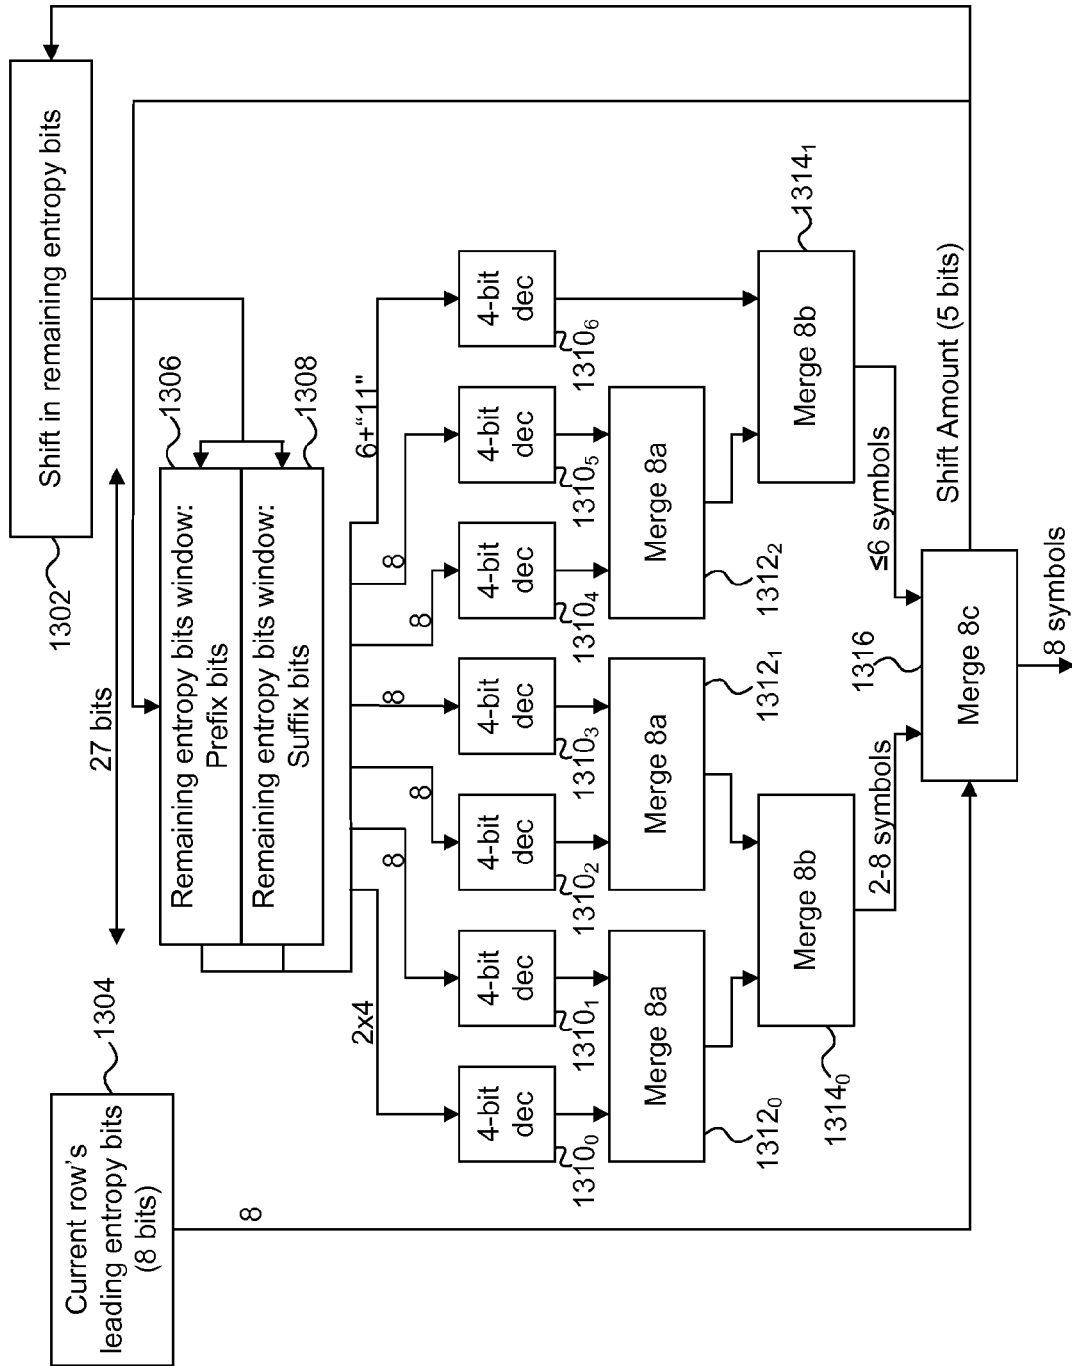 Current row's
leading entropy bits
(8 bits)
1304
27 bits
1302
Shift in remaining entropy bits
Remaining entropy bits window:
Prefix bits
1306
Remaining entropy bits window:
Suffix bits
1308
8
2x4
8
8
8
8
8
6+“11”
4-bit
dec
1310₀
4-bit
dec
1310₁
4-bit
dec
1310₂
4-bit
dec
1310₃
4-bit
dec
1310₄
4-bit
dec
1310₅
4-bit
dec
1310₆
Merge 8a
1312₀
Merge 8a
1312₁
Merge 8a
1312₂
Merge 8b
1314₀
Merge 8b
1314₁
2-8 symbols
≤6 symbols
1316
Merge 8c
Shift Amount (5 bits)
8 symbols